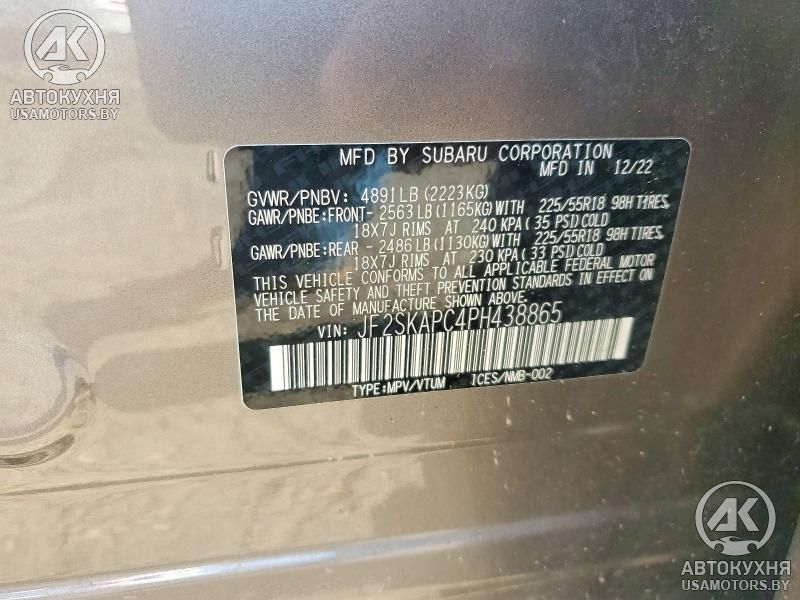 AK
АВТОКУХНЯ
USAMOTORS.BY
MFD BY SUBARU CORPORATION
MFD IN 12/22
GVWR/PNBV: 4891LB (2223KG)
GAWR/PNBE:FRONT- 2563LB (1165KG) WITH 225/55R18 98H TIRES,
18X7J RIMS AT 240 KPA (35 PSI) COLD
GAWR/PNBE:REAR - 2486LB (1130KG) WITH 225/55R18 98H TIRES,
18X7J RIMS AT 230 KPA (33 PSI) COLD
THIS VEHICLE CONFORMS TO ALL APPLICABLE FEDERAL MOTOR
VEHICLE SAFETY AND THEFT PREVENTION STANDARDS IN EFFECT ON
THE DATE OF MANUFACTURE SHOWN ABOVE.
VIN: JF2SKAPC4PH438865
TYPE:MPV/VTUM ICES/NMB-002
AK
АВТОКУХНЯ
USAMOTORS.BY